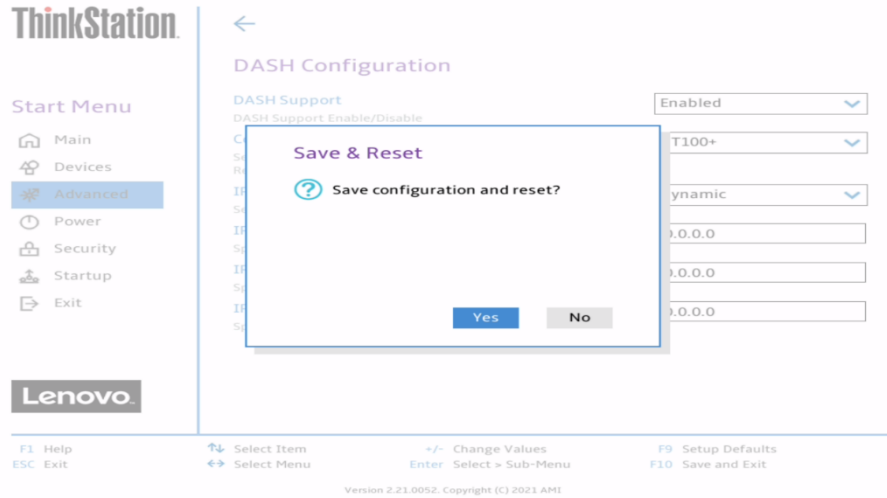 ThinkStation
DASH Configuration
Start Menu
DASH Support
Enabled
DASH Support Enable/Disable
Main
T100+
Devices
Advanced
ynamic
Power
.0.0.0
Security
Startup
.0.0.0
Exit
.0.0.0
Save & Reset
Save configuration and reset?
Yes
No
Lenovo
F1 Help
Select Item
+/- Change Values
F9 Setup Defaults
ESC Exit
Select Menu
Enter Select > Sub-Menu
F10 Save and Exit
Version 2.21.0052. Copyright (C) 2021 AMI